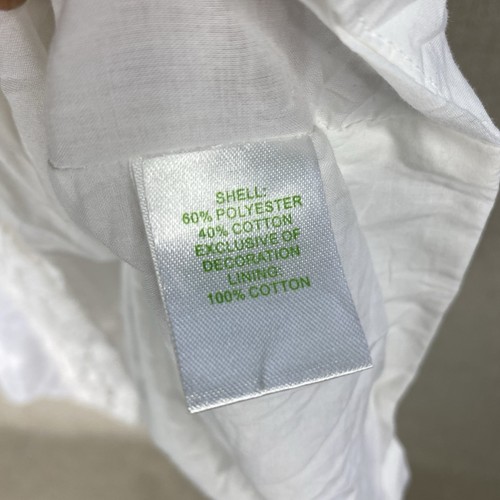 SHELL:
60% POLYESTER
40% COTTON
EXCLUSIVE OF
DECORATION
LINING:
100% COTTON